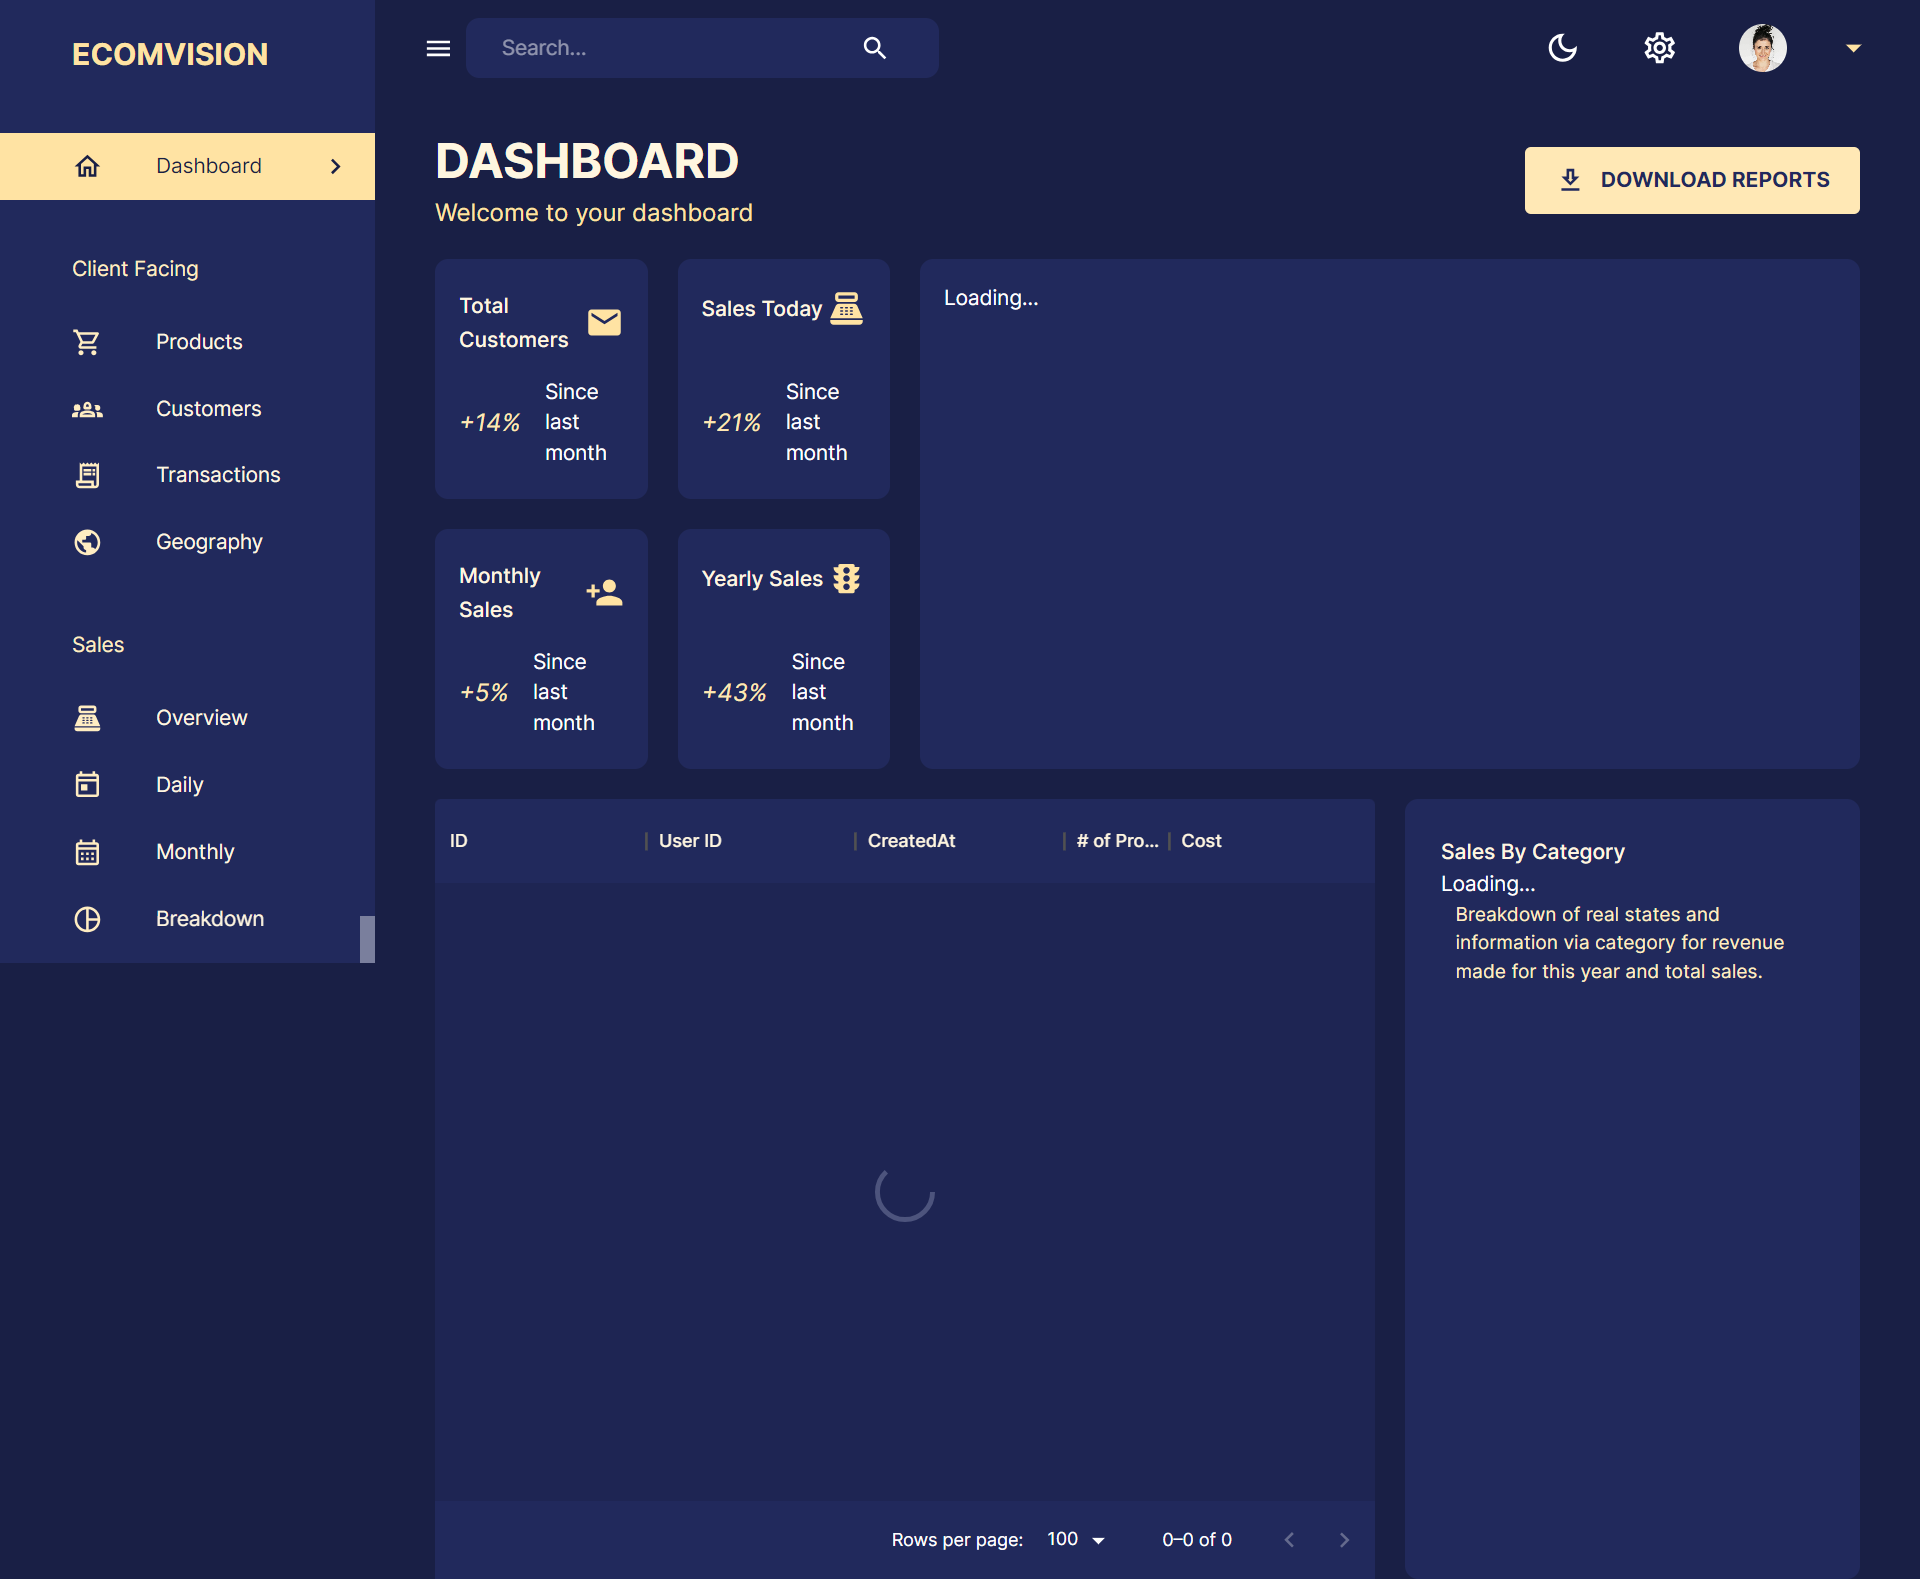 ECOMVISION
Search...
Dashboard
DASHBOARD
Welcome to your dashboard
DOWNLOAD REPORTS
Client Facing
Products
Customers
Transactions
Geography
Sales
Overview
Daily
Monthly
Breakdown
Total
Customers
+14%
Since
last
month
Sales Today
+21%
Since
last
month
Loading...
Monthly
Sales
+5%
Since
last
month
Yearly Sales
+43%
Since
last
month
ID
User ID
CreatedAt
# of Pro...
Cost
Rows per page:
100
0–0 of 0
Sales By Category
Loading...
Breakdown of real states and
information via category for revenue
made for this year and total sales.